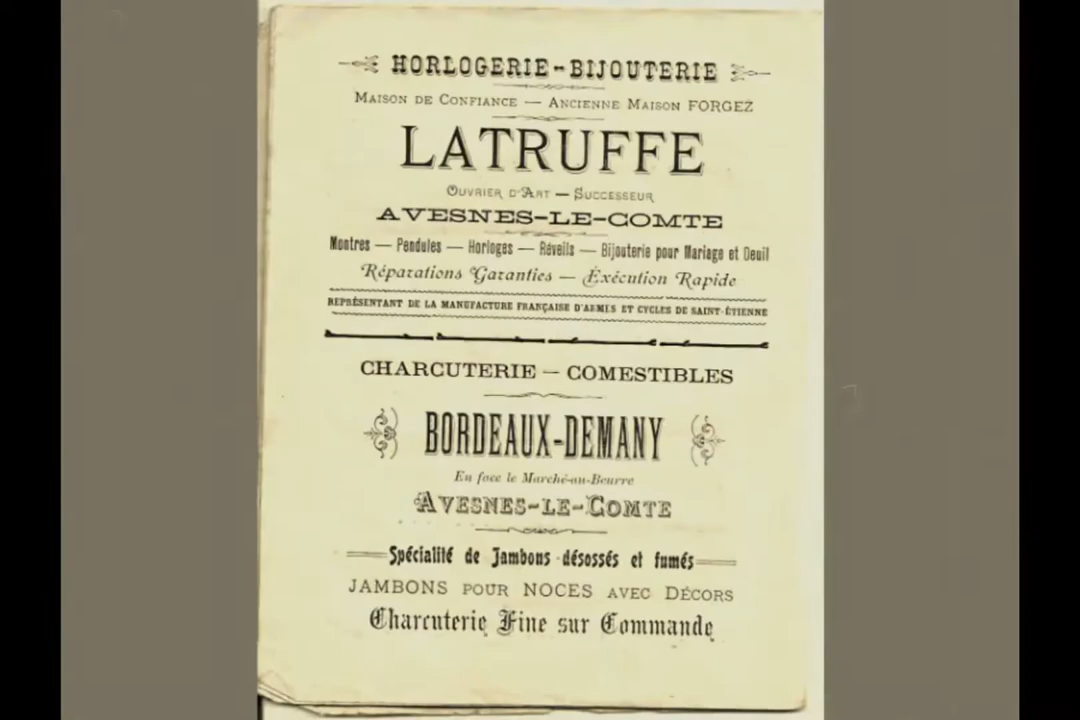 HORLOGERIE-BIJOUTERIE
MAISON DE CONFIANCE — ANCIENNE MAISON FORGEZ
LATRUFFE
OUVRIER D'ART — SUCCESSEUR
AVESNES-LE-COMTE
Montres — Pendules — Horloges — Réveils — Bijouterie pour Mariage et Deuil
Réparations Garanties — Éxécution Rapide
REPRÉSENTANT DE LA MANUFACTURE FRANÇAISE D'ARMES ET CYCLES DE SAINT-ÉTIENNE
CHARCUTERIE — COMESTIBLES
BORDEAUX-DEMANY
En face le Marché-au-Beurre
AVESNES-LE-COMTE
Spécialité de Jambons désossés et fumés
JAMBONS POUR NOCES AVEC DÉCORS
Charcuterie Fine sur Commande